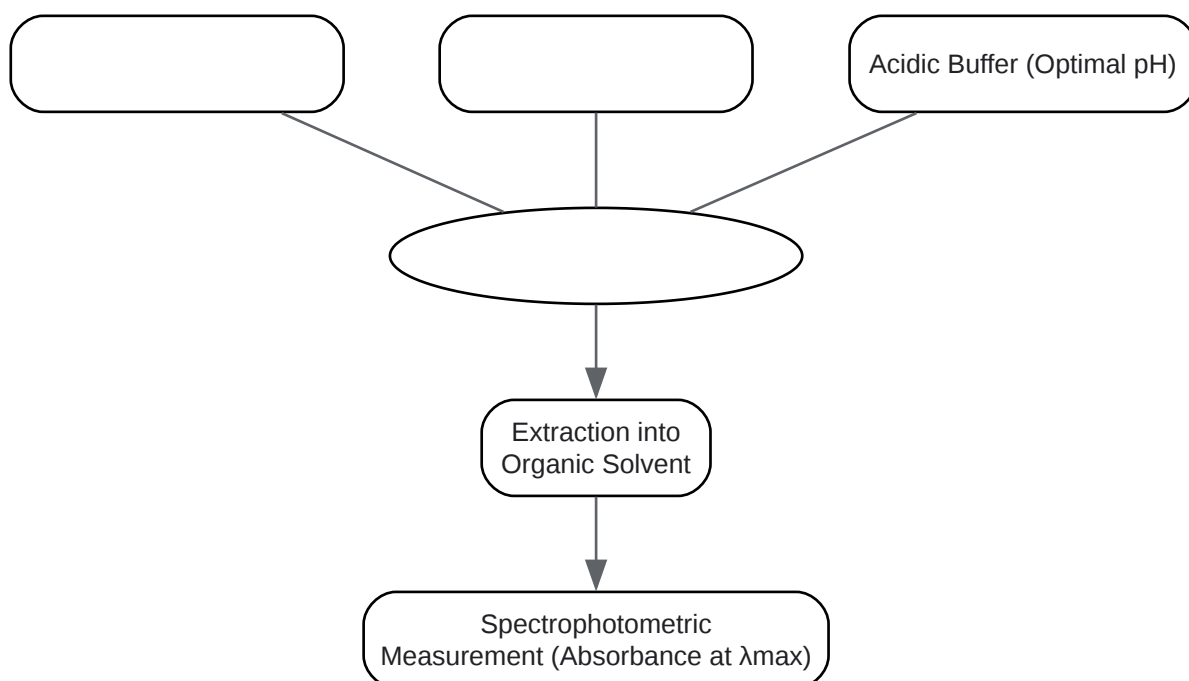 Acidic Buffer (Optimal pH)
Extraction into
Organic Solvent
Spectrophotometric
Measurement (Absorbance at λmax)